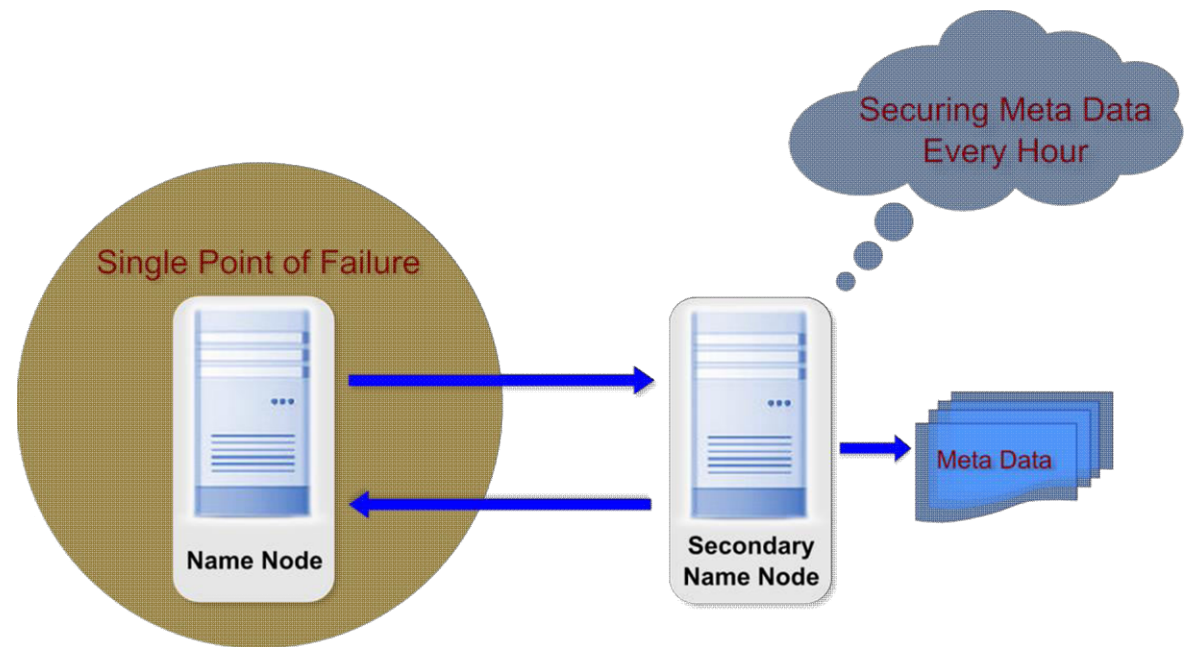 Securing Meta Data
Every Hour
Single Point of Failure
Name Node
Secondary
Name Node
Meta Data